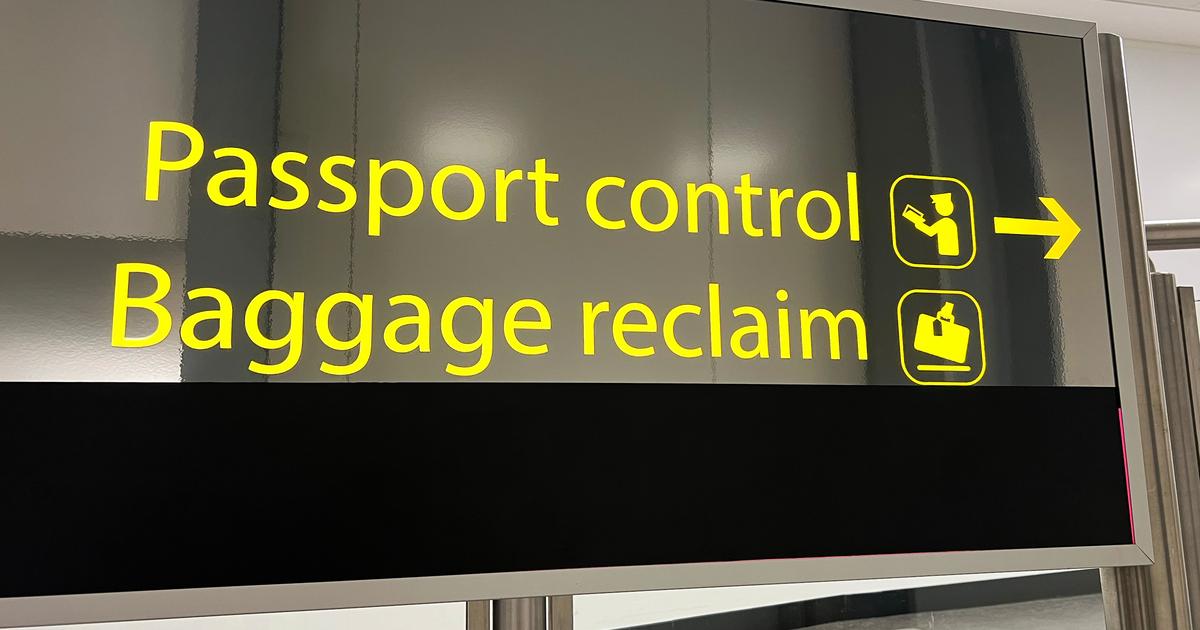 Passport control
Baggage reclaim